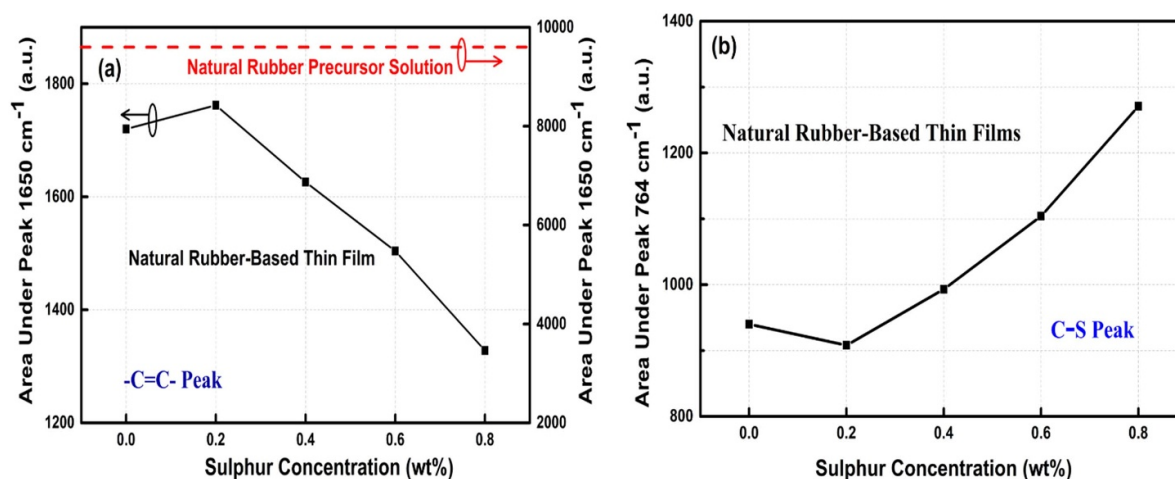 (a)
Natural Rubber Precursor Solution
Natural Rubber-Based Thin Film
-C=C- Peak
Area Under Peak 1650 cm⁻¹ (a.u.)
1800
1600
1400
1200
10000
8000
6000
4000
2000
Area Under Peak 1650 cm⁻¹ (a.u.)
0.0 0.2 0.4 0.6 0.8
Sulphur Concentration (wt%)
(b)
Natural Rubber-Based Thin Films
C-S Peak
Area Under Peak 764 cm⁻¹ (a.u.)
1400
1200
1000
800
0.0 0.2 0.4 0.6 0.8
Sulphur Concentration (wt%)